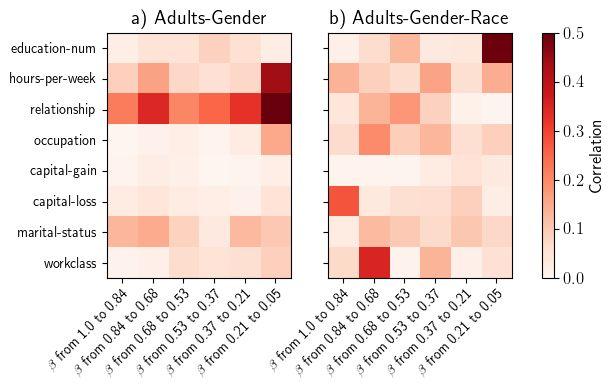 a) Adults-Gender
b) Adults-Gender-Race
education-num
hours-per-week
relationship
occupation
capital-gain
capital-loss
marital-status
workclass
β from 1.0 to 0.84
β from 0.84 to 0.68
β from 0.68 to 0.53
β from 0.53 to 0.37
β from 0.37 to 0.21
β from 0.21 to 0.05
β from 1.0 to 0.84
β from 0.84 to 0.68
β from 0.68 to 0.53
β from 0.53 to 0.37
β from 0.37 to 0.21
β from 0.21 to 0.05
0.5
0.4
0.3
0.2
0.1
0.0
Correlation